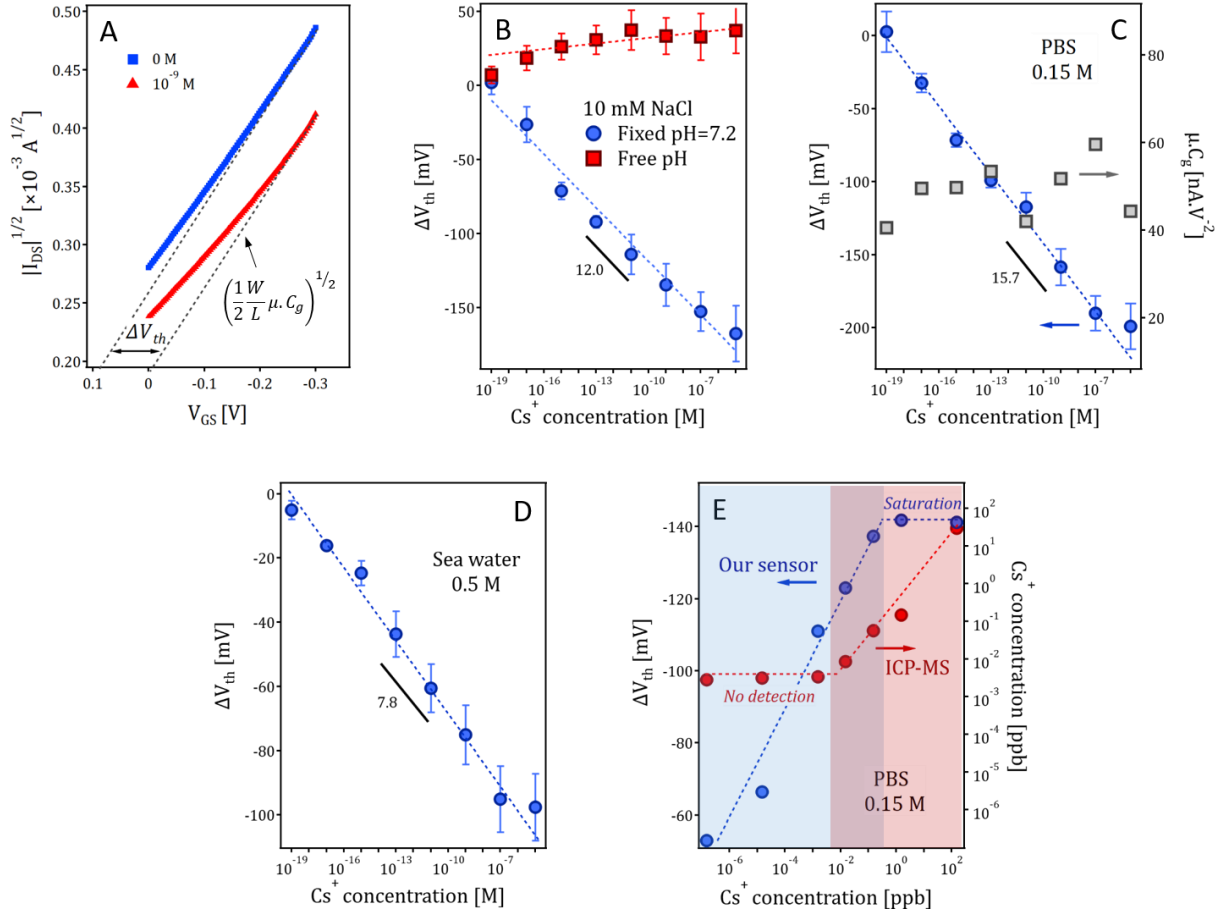 A
0 M
10⁻⁹ M
|I_DS|^1/2 [×10⁻³ A^1/2]
0.50
0.45
0.40
0.35
0.30
0.25
0.20
(1/2 W/L μ.C_g)^1/2
ΔV_th
0.1
0
-0.1
-0.2
-0.3
V_GS [V]
B
ΔV_th [mV]
50
0
-50
-100
-150
10 mM NaCl
Fixed pH=7.2
Free pH
12.0
10⁻¹⁹ 10⁻¹⁶ 10⁻¹³ 10⁻¹⁰ 10⁻⁷
Cs⁺ concentration [M]
C
PBS
0.15 M
ΔV_th [mV]
0
-50
-100
-150
-200
80
60
40
20
μ.C_g [nA.V⁻²]
15.7
10⁻¹⁹ 10⁻¹⁶ 10⁻¹³ 10⁻¹⁰ 10⁻⁷
Cs⁺ concentration [M]
D
Sea water
0.5 M
ΔV_th [mV]
0
-20
-40
-60
-80
-100
7.8
10⁻¹⁹ 10⁻¹⁶ 10⁻¹³ 10⁻¹⁰ 10⁻⁷
Cs⁺ concentration [M]
E
Saturation
Our sensor
ICP-MS
No detection
PBS
0.15 M
ΔV_th [mV]
-140
-120
-100
-80
-60
10²
10¹
10⁰
10⁻¹
10⁻²
10⁻³
10⁻⁴
10⁻⁵
10⁻⁶
Cs⁺ concentration [ppb]
10⁻⁶ 10⁻⁴ 10⁻² 10⁰ 10²
Cs⁺ concentration [ppb]